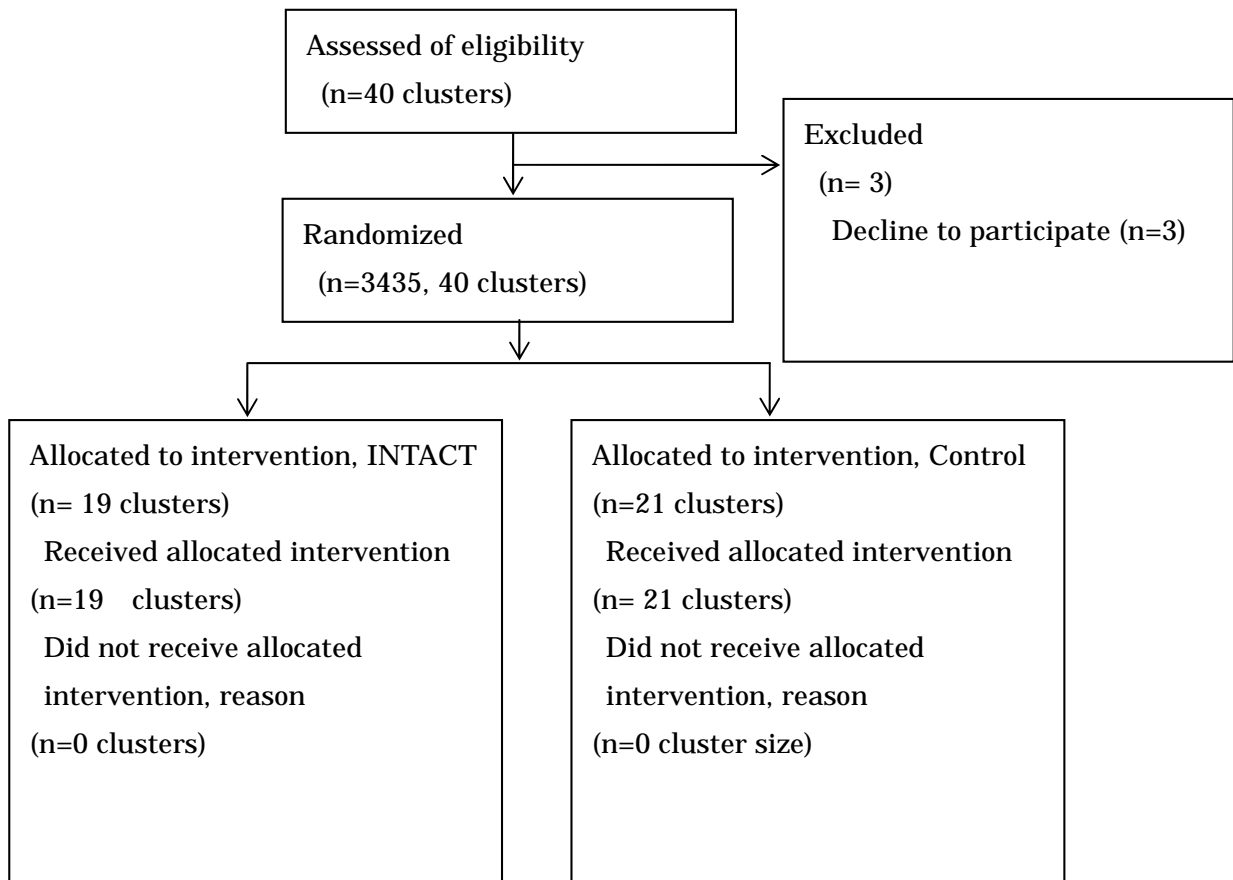 Assessed of eligibility
(n=40 clusters)
Excluded
(n= 3)
Decline to participate (n=3)
Randomized
(n=3435, 40 clusters)
Allocated to intervention, INTACT
(n= 19 clusters)
Received allocated intervention
(n=19 clusters)
Did not receive allocated
intervention, reason
(n=0 clusters)
Allocated to intervention, Control
(n=21 clusters)
Received allocated intervention
(n= 21 clusters)
Did not receive allocated
intervention, reason
(n=0 cluster size)